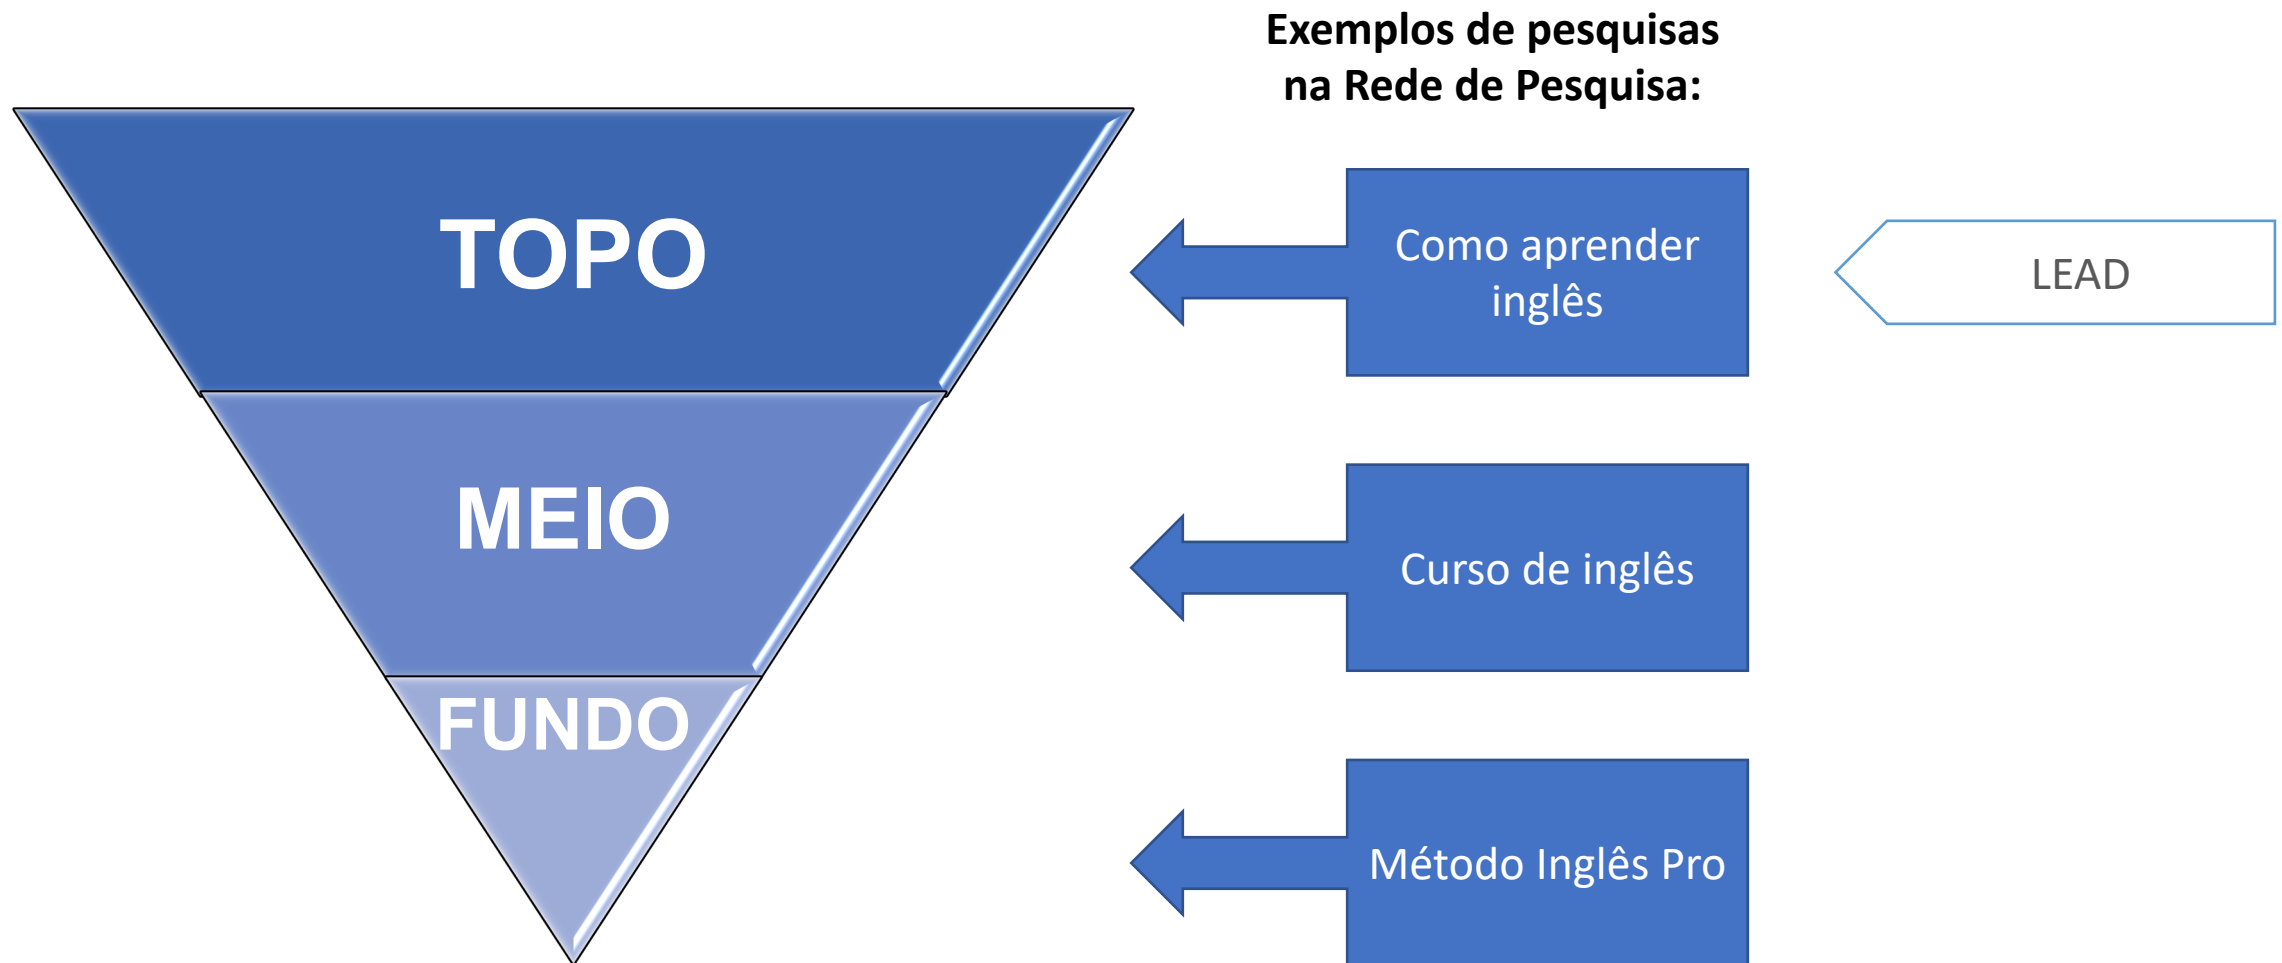 Exemplos de pesquisas
na Rede de Pesquisa:
TOPO
Como aprender
inglês
LEAD
MEIO
Curso de inglês
FUNDO
Método Inglês Pro